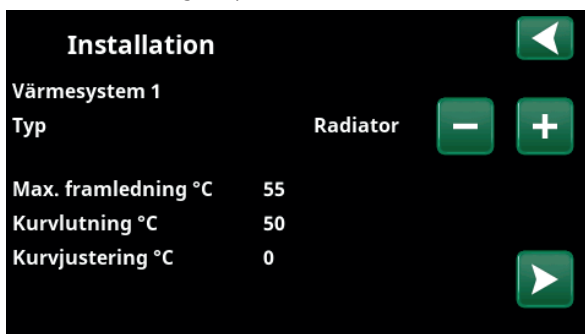 Installation
Värmesystem 1
Typ Radiator
Max. framledning °C 55
Kurvlutning °C 50
Kurvjustering °C 0